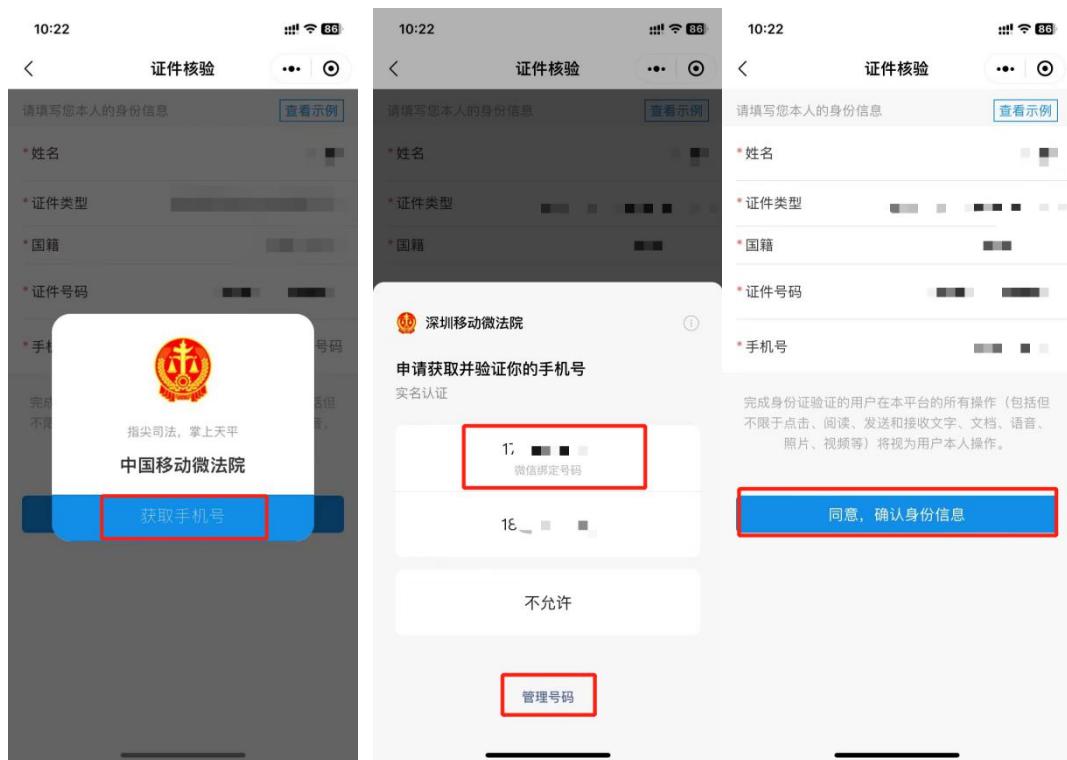 10:22
86
证件核验
请填写您本人的身份信息
查看示例
*姓名
*证件类型
*国籍
*证件号码
*手机
号码
完成
括但
不限
音、
指尖司法，掌上天平
中国移动微法院
获取手机号
10:22
86
证件核验
请填写您本人的身份信息
查看示例
*姓名
*证件类型
*国籍
深圳移动微法院
申请获取并验证你的手机号
实名认证
17
微信绑定号码
18
不允许
管理号码
10:22
86
证件核验
请填写您本人的身份信息
查看示例
*姓名
*证件类型
*国籍
*证件号码
*手机号
完成身份证验证的用户在本平台的所有操作（包括但
不限于点击、阅读、发送和接收文字、文档、语音、
照片、视频等）将视为用户本人操作。
同意，确认身份信息